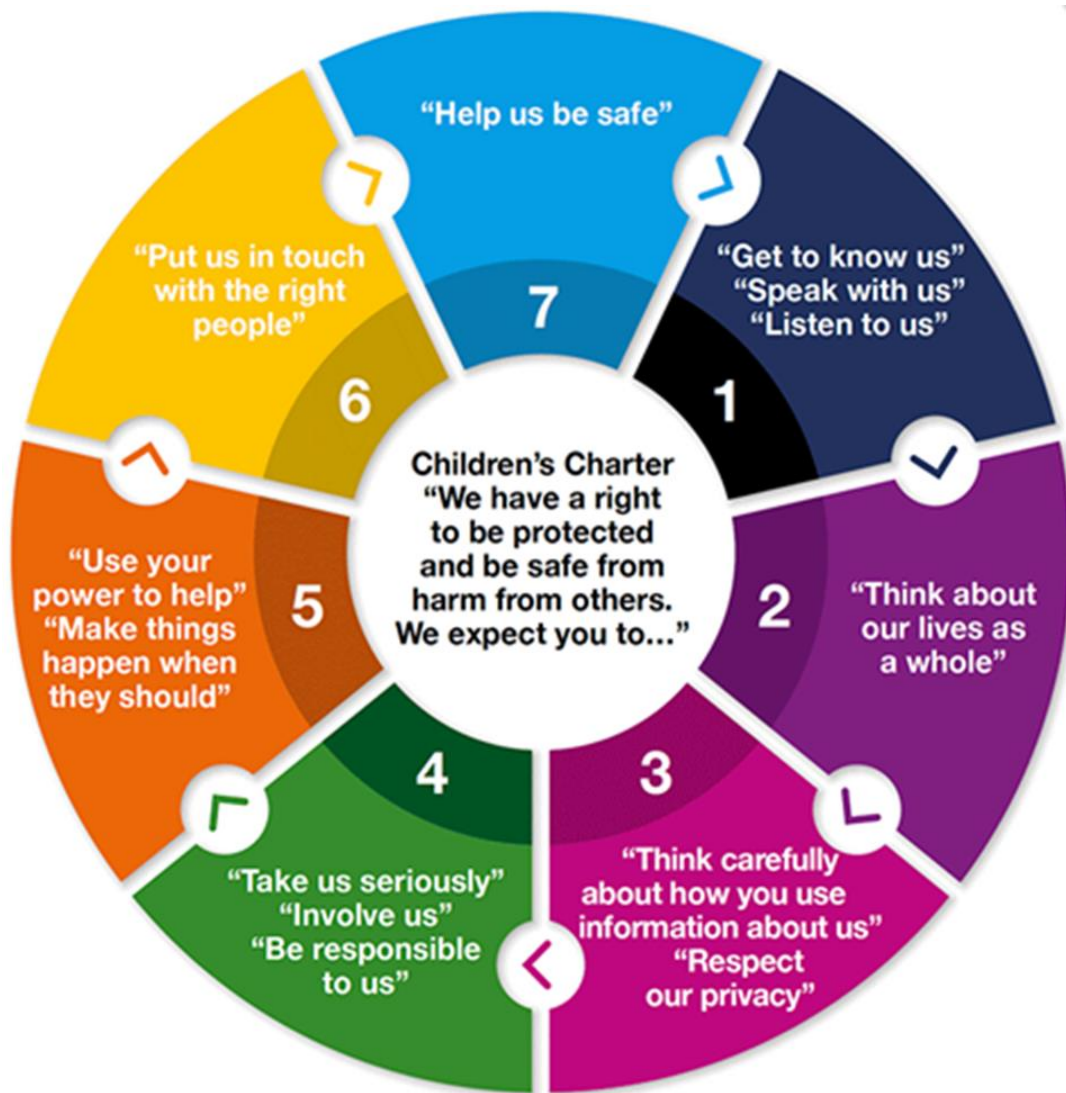 Children’s Charter
“We have a right
to be protected
and be safe from
harm from others.
We expect you to...”
1
“Get to know us”
“Speak with us”
“Listen to us”
2
“Think about
our lives as
a whole”
3
“Think carefully
about how you use
information about us”
“Respect
our privacy”
4
“Take us seriously”
“Involve us”
“Be responsible
to us”
5
“Use your
power to help”
“Make things
happen when
they should”
6
“Put us in touch
with the right
people”
7
“Help us be safe”